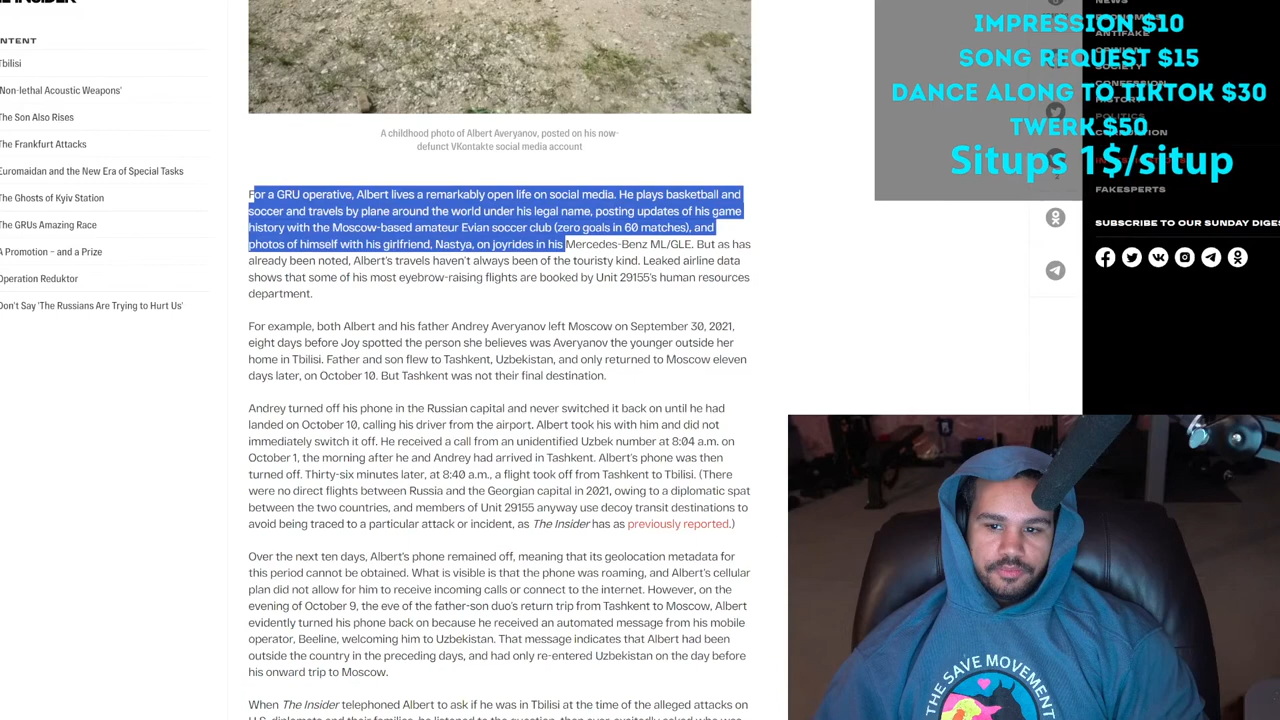 CONTENT
Tbilisi
'Non-lethal Acoustic Weapons'
The Son Also Rises
The Frankfurt Attacks
Euromaidan and the New Era of Special Tasks
The Ghosts of Kyiv Station
The GRUs Amazing Race
A Promotion – and a Prize
Operation Reduktor
Don't Say 'The Russians Are Trying to Hurt Us'
A childhood photo of Albert Averyanov, posted on his now-
defunct VKontakte social media account
For a GRU operative, Albert lives a remarkably open life on social media. He plays basketball and
soccer and travels by plane around the world under his legal name, posting updates of his game
history with the Moscow-based amateur Evian soccer club (zero goals in 60 matches), and
photos of himself with his girlfriend, Nastya, on joyrides in his Mercedes-Benz ML/GLE. But as has
already been noted, Albert's travels haven't always been of the touristy kind. Leaked airline data
shows that some of his most eyebrow-raising flights are booked by Unit 29155's human resources
department.
For example, both Albert and his father Andrey Averyanov left Moscow on September 30, 2021,
eight days before Joy spotted the person she believes was Averyanov the younger outside her
home in Tbilisi. Father and son flew to Tashkent, Uzbekistan, and only returned to Moscow eleven
days later, on October 10. But Tashkent was not their final destination.
Andrey turned off his phone in the Russian capital and never switched it back on until he had
landed on October 10, calling his driver from the airport. Albert took his with him and did not
immediately switch it off. He received a call from an unidentified Uzbek number at 8:04 a.m. on
October 1, the morning after he and Andrey had arrived in Tashkent. Albert's phone was then
turned off. Thirty-six minutes later, at 8:40 a.m., a flight took off from Tashkent to Tbilisi. (There
were no direct flights between Russia and the Georgian capital in 2021, owing to a diplomatic spat
between the two countries, and members of Unit 29155 anyway use decoy transit destinations to
avoid being traced to a particular attack or incident, as The Insider has as previously reported.)
Over the next ten days, Albert's phone remained off, meaning that its geolocation metadata for
this period cannot be obtained. What is visible is that the phone was roaming, and Albert's cellular
plan did not allow for him to receive incoming calls or connect to the internet. However, on the
evening of October 9, the eve of the father-son duo's return trip from Tashkent to Moscow, Albert
evidently turned his phone back on because he received an automated message from his mobile
operator, Beeline, welcoming him to Uzbekistan. That message indicates that Albert had been
outside the country in the preceding days, and had only re-entered Uzbekistan on the day before
his onward trip to Moscow.
When The Insider telephoned Albert to ask if he was in Tbilisi at the time of the alleged attacks on
IMPRESSION $10
SONG REQUEST $15
DANCE ALONG TO TIKTOK $30
TWERK $50
Situps 1$/situp
NEWS
ANTIFAKE
OPINION
SOCIETY
CONFESSION
HISTORY
POLITICS
CORRUPTION
FAKESPERTS
SUBSCRIBE TO OUR SUNDAY DIGES
THE SAVE MOVEMENT